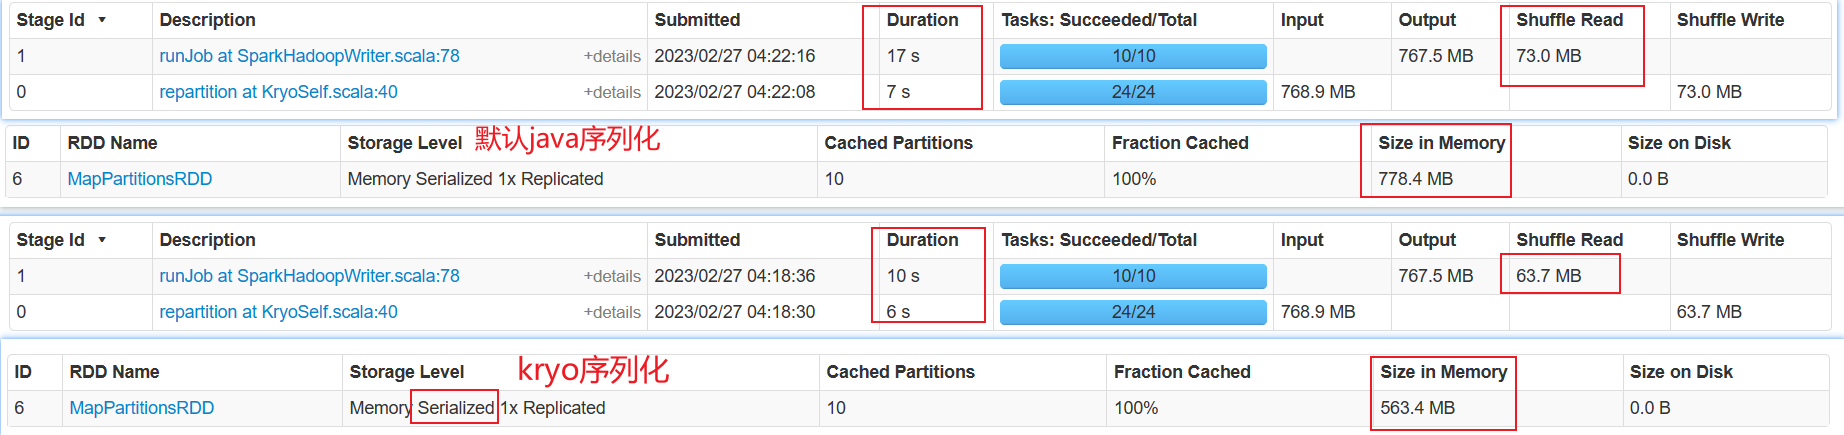 Stage Id ▼ Description Submitted Duration Tasks: Succeeded/Total Input Output Shuffle Read Shuffle Write
1 runJob at SparkHadoopWriter.scala:78 +details 2023/02/27 04:22:16 17 s 10/10 767.5 MB 73.0 MB
0 repartition at KryoSelf.scala:40 +details 2023/02/27 04:22:08 7 s 24/24 768.9 MB 73.0 MB
ID RDD Name Storage Level 默认java序列化 Cached Partitions Fraction Cached Size in Memory Size on Disk
6 MapPartitionsRDD Memory Serialized 1x Replicated 10 100% 778.4 MB 0.0 B
Stage Id ▼ Description Submitted Duration Tasks: Succeeded/Total Input Output Shuffle Read Shuffle Write
1 runJob at SparkHadoopWriter.scala:78 +details 2023/02/27 04:18:36 10 s 10/10 767.5 MB 63.7 MB
0 repartition at KryoSelf.scala:40 +details 2023/02/27 04:18:30 6 s 24/24 768.9 MB 63.7 MB
ID RDD Name Storage Level kryo序列化 Cached Partitions Fraction Cached Size in Memory Size on Disk
6 MapPartitionsRDD Memory Serialized 1x Replicated 10 100% 563.4 MB 0.0 B